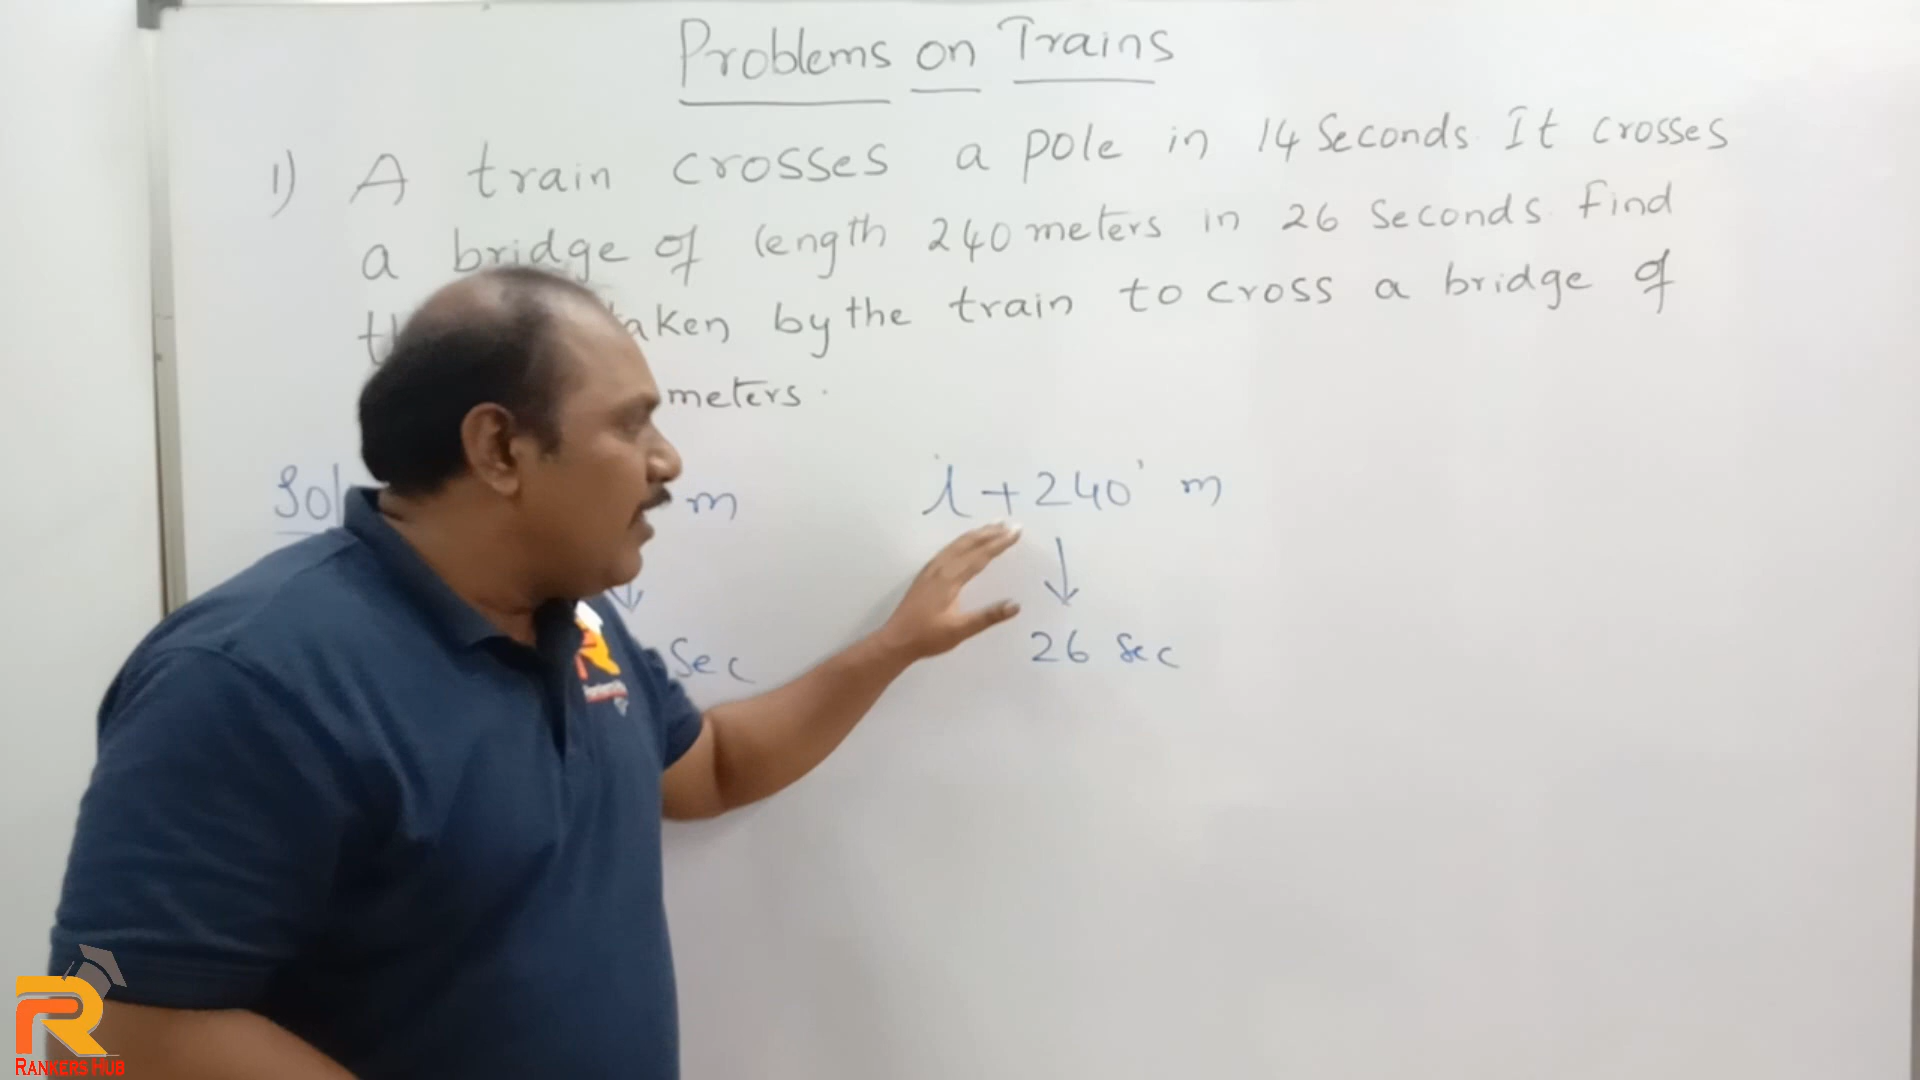 Problems on Trains
1) A train crosses a pole in 14 Seconds. It crosses
a bridge of length 240 meters in 26 Seconds. Find
taken by the train to cross a bridge of
meters.
Sol m l + 240 m
Sec 26 Sec
RANKERS HUB